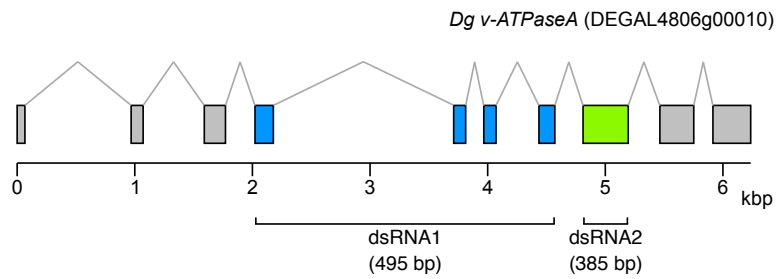 Dg v-ATPaseA (DEGAL4806g00010)
0 1 2 3 4 5 6
kbp
dsRNA1 dsRNA2
(495 bp) (385 bp)